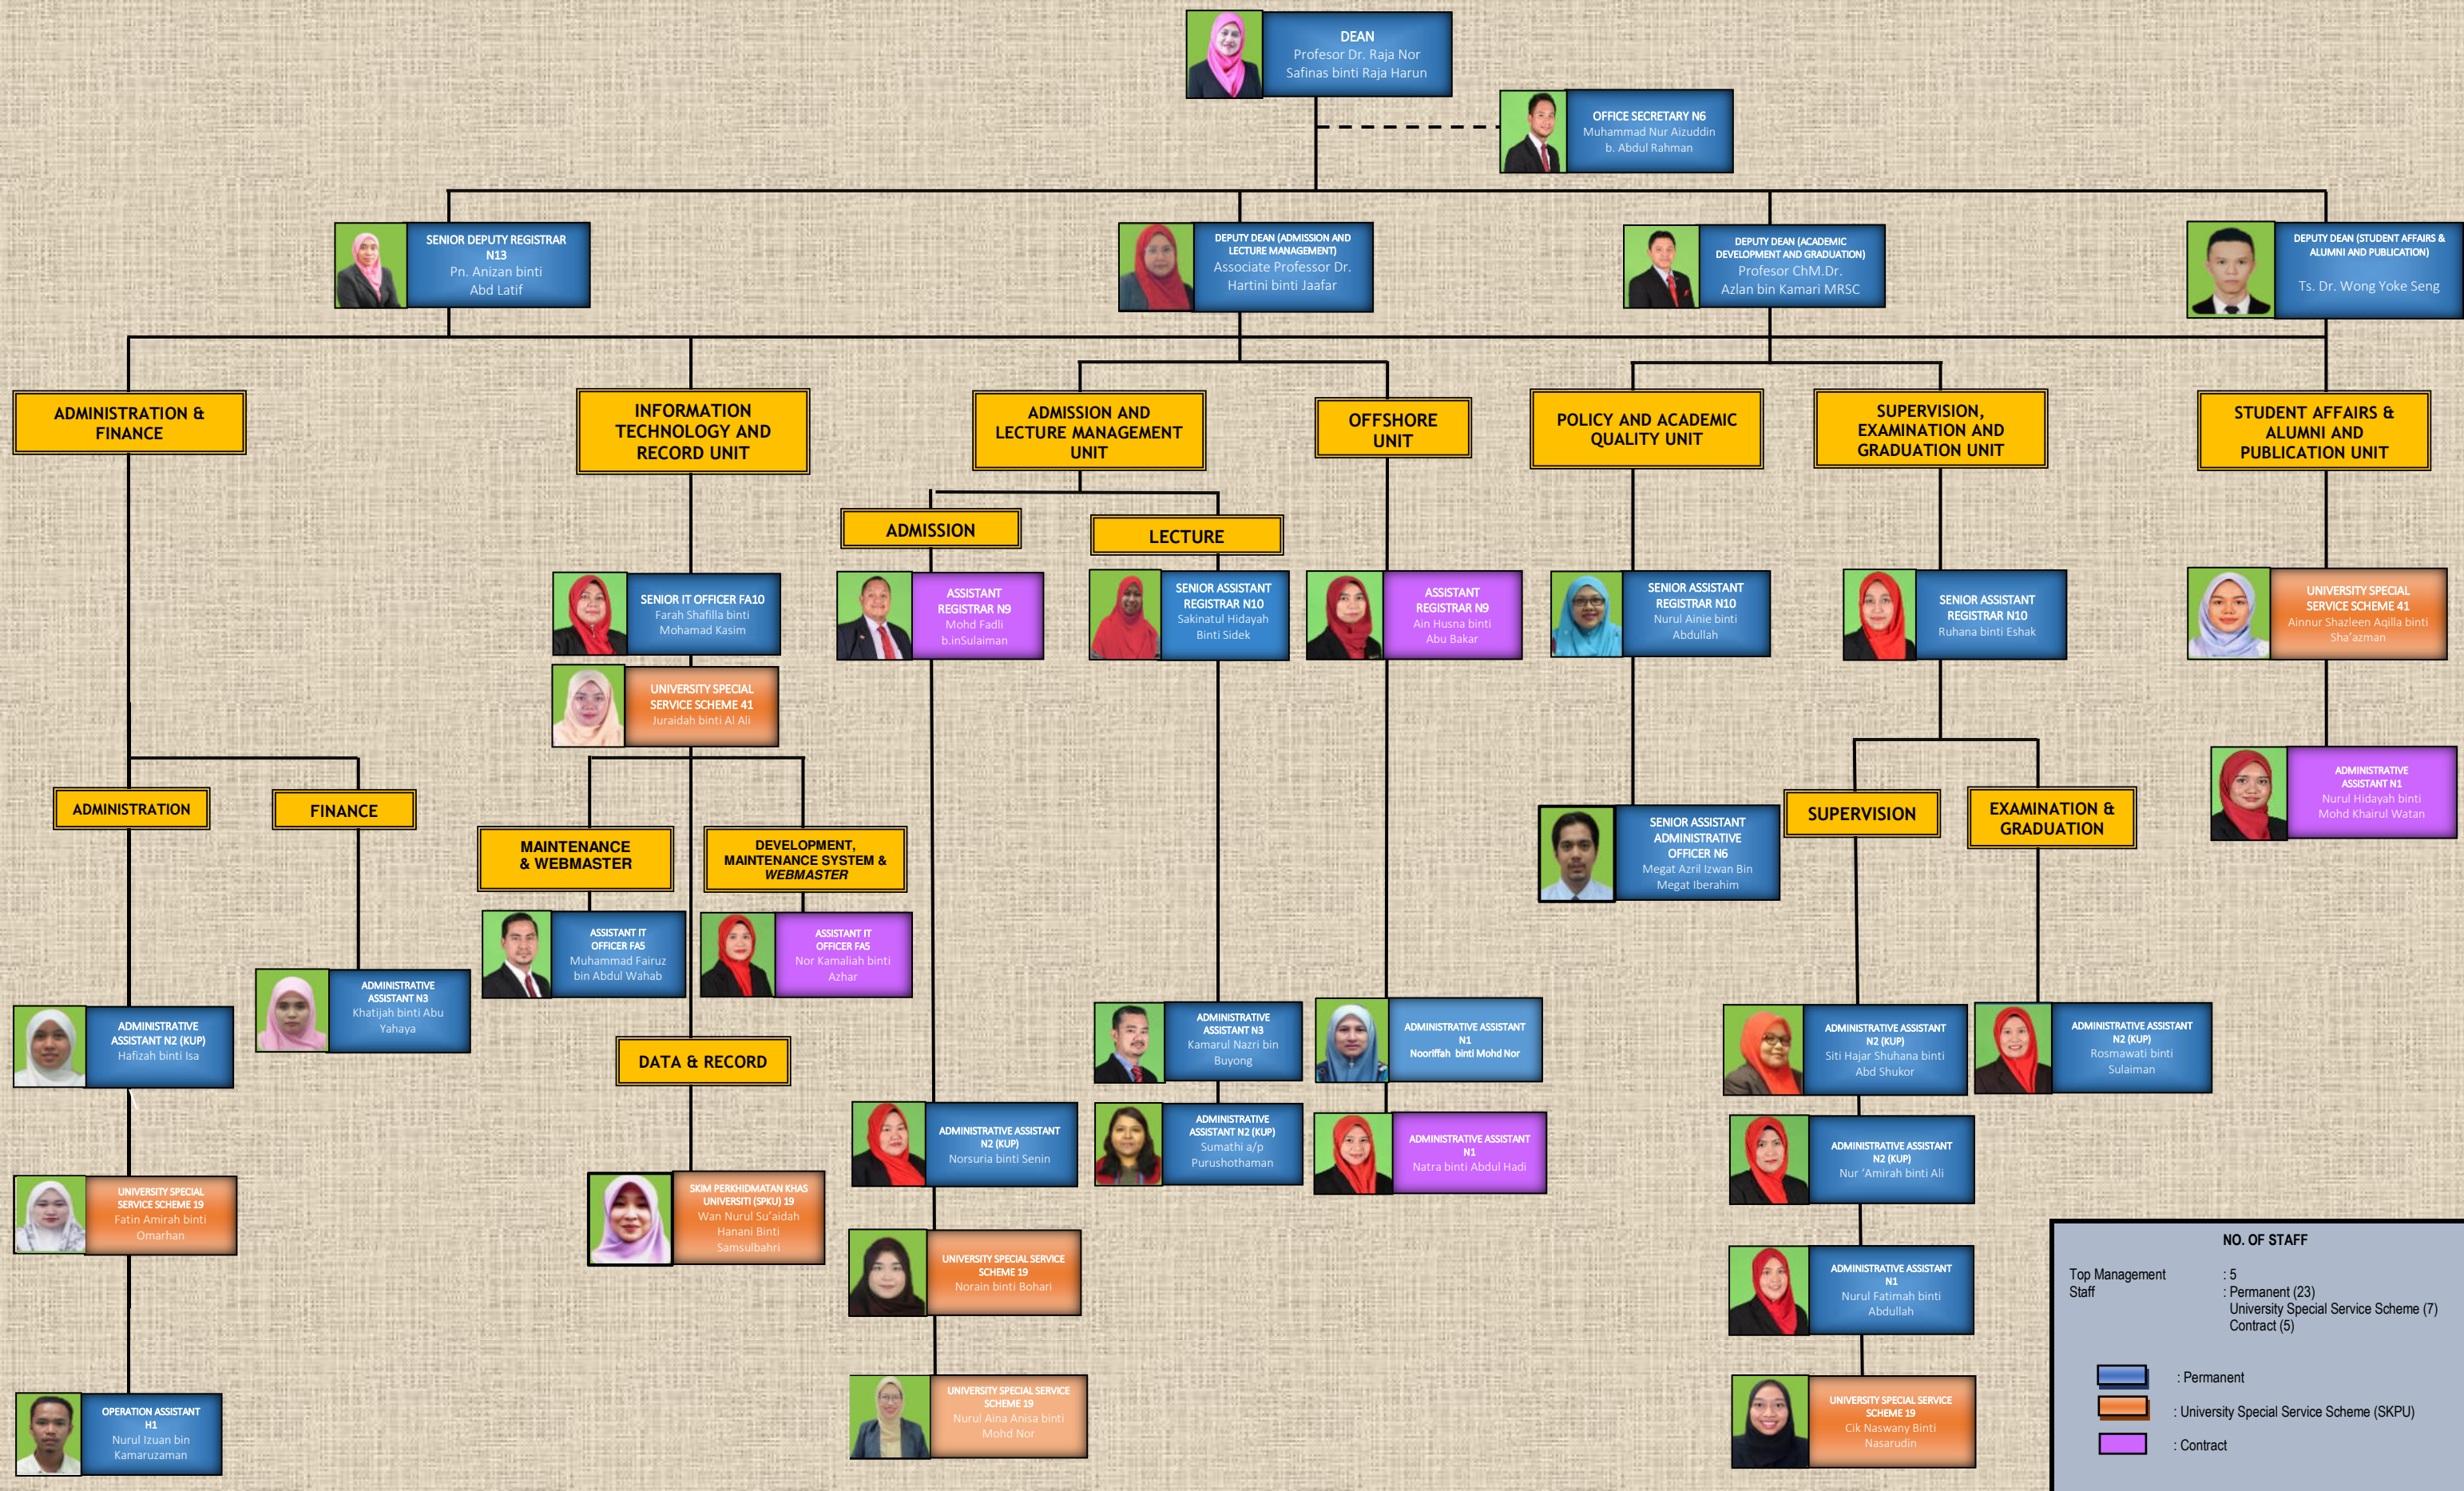 DEAN
Profesor Dr. Raja Nor
Safinas binti Raja Harun
OFFICE SECRETARY N6
Muhammad Nur Aizuddin
b. Abdul Rahman
SENIOR DEPUTY REGISTRAR
N13
Pn. Anizan binti
Abd Latif
DEPUTY DEAN (ADMISSION AND
LECTURE MANAGEMENT)
Associate Professor Dr.
Hartini binti Jaafar
DEPUTY DEAN (ACADEMIC
DEVELOPMENT AND GRADUATION)
Profesor ChM.Dr.
Azlan bin Kamari MRSC
DEPUTY DEAN (STUDENT AFFAIRS &
ALUMNI AND PUBLICATION)
Ts. Dr. Wong Yoke Seng
ADMINISTRATION &
FINANCE
INFORMATION
TECHNOLOGY AND
RECORD UNIT
ADMISSION AND
LECTURE MANAGEMENT
UNIT
OFFSHORE
UNIT
POLICY AND ACADEMIC
QUALITY UNIT
SUPERVISION,
EXAMINATION AND
GRADUATION UNIT
STUDENT AFFAIRS &
ALUMNI AND
PUBLICATION UNIT
ADMISSION
LECTURE
SENIOR IT OFFICER FA10
Farah Shafilla binti
Mohamad Kasim
ASSISTANT
REGISTRAR N9
Mohd Fadli
b.inSulaiman
SENIOR ASSISTANT
REGISTRAR N10
Sakinatul Hidayah
Binti Sidek
ASSISTANT
REGISTRAR N9
Ain Husna binti
Abu Bakar
SENIOR ASSISTANT
REGISTRAR N10
Nurul Ainie binti
Abdullah
SENIOR ASSISTANT
REGISTRAR N10
Ruhana binti Eshak
UNIVERSITY SPECIAL
SERVICE SCHEME 41
Ainnur Shazleen Aqilla binti
Sha'azman
UNIVERSITY SPECIAL
SERVICE SCHEME 41
Juraidah binti Al Ali
ADMINISTRATIVE
ASSISTANT N1
Nurul Hidayah binti
Mohd Khairul Watan
ADMINISTRATION
FINANCE
MAINTENANCE
& WEBMASTER
DEVELOPMENT,
MAINTENANCE SYSTEM &
WEBMASTER
SENIOR ASSISTANT
ADMINISTRATIVE
OFFICER N6
Megat Azril Izwan Bin
Megat Iberahim
SUPERVISION
EXAMINATION &
GRADUATION
ASSISTANT IT
OFFICER FA5
Muhammad Fairuz
bin Abdul Wahab
ASSISTANT IT
OFFICER FA5
Nor Kamaliah binti
Azhar
ADMINISTRATIVE
ASSISTANT N3
Khatijah binti Abu
Yahaya
ADMINISTRATIVE
ASSISTANT N2 (KUP)
Hafizah binti Isa
DATA & RECORD
ADMINISTRATIVE
ASSISTANT N3
Kamarul Nazri bin
Buyong
ADMINISTRATIVE ASSISTANT
N1
Nooriffah binti Mohd Nor
ADMINISTRATIVE ASSISTANT
N2 (KUP)
Siti Hajar Shuhana binti
Abd Shukor
ADMINISTRATIVE ASSISTANT
N2 (KUP)
Rosmawati binti
Sulaiman
ADMINISTRATIVE ASSISTANT
N2 (KUP)
Norsuria binti Senin
ADMINISTRATIVE
ASSISTANT N2 (KUP)
Sumathi a/p
Purushothaman
ADMINISTRATIVE ASSISTANT
N1
Natra binti Abdul Hadi
ADMINISTRATIVE ASSISTANT
N2 (KUP)
Nur 'Amirah binti Ali
UNIVERSITY SPECIAL
SERVICE SCHEME 19
Fatin Amirah binti
Omarhan
SKIM PERKHIDMATAN KHAS
UNIVERSITI (SPKU) 19
Wan Nurul Su'aidah
Hanani Binti
Samsulbahri
UNIVERSITY SPECIAL SERVICE
SCHEME 19
Norain binti Bohari
ADMINISTRATIVE ASSISTANT
N1
Nurul Fatimah binti
Abdullah
OPERATION ASSISTANT
H1
Nurul Izuan bin
Kamaruzaman
UNIVERSITY SPECIAL SERVICE
SCHEME 19
Nurul Aina Anisa binti
Mohd Nor
UNIVERSITY SPECIAL SERVICE
SCHEME 19
Cik Naswany Binti
Nasarudin
NO. OF STAFF
Top Management : 5
Staff : Permanent (23)
University Special Service Scheme (7)
Contract (5)
: Permanent
: University Special Service Scheme (SKPU)
: Contract